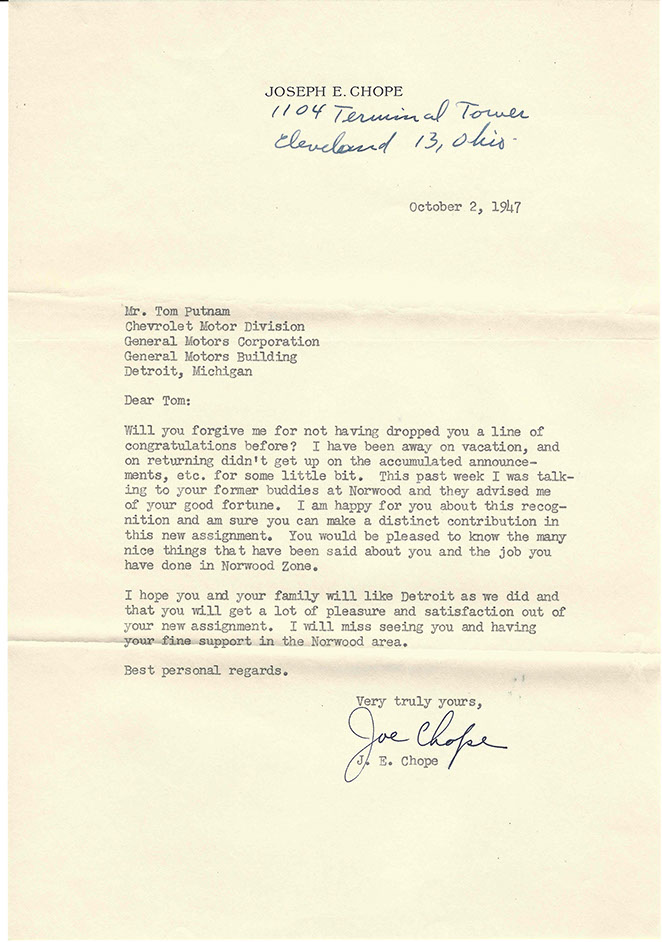 JOSEPH E. CHOPE
1104 Terminal Tower
Cleveland 13, Ohio.
October 2, 1947
Mr. Tom Putnam
Chevrolet Motor Division
General Motors Corporation
General Motors Building
Detroit, Michigan
Dear Tom:
Will you forgive me for not having dropped you a line of
congratulations before?  I have been away on vacation, and
on returning didn't get up on the accumulated announce-
ments, etc. for some little bit.  This past week I was talk-
ing to your former buddies at Norwood and they advised me
of your good fortune.  I am happy for you about this recog-
nition and am sure you can make a distinct contribution in
this new assignment.  You would be pleased to know the many
nice things that have been said about you and the job you
have done in Norwood Zone.
I hope you and your family will like Detroit as we did and
that you will get a lot of pleasure and satisfaction out of
your new assignment.  I will miss seeing you and having
your fine support in the Norwood area.
Best personal regards.
Very truly yours,
Joe Chope
J. E. Chope